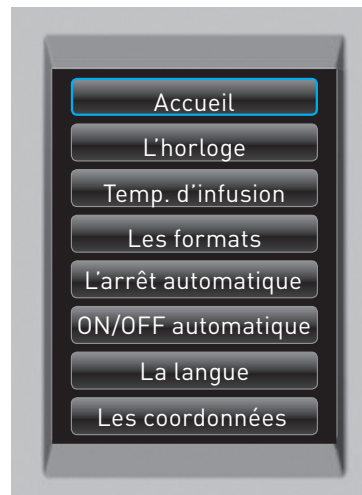 Accueil
L'horloge
Temp. d'infusion
Les formats
L'arrêt automatique
ON/OFF automatique
La langue
Les coordonnées